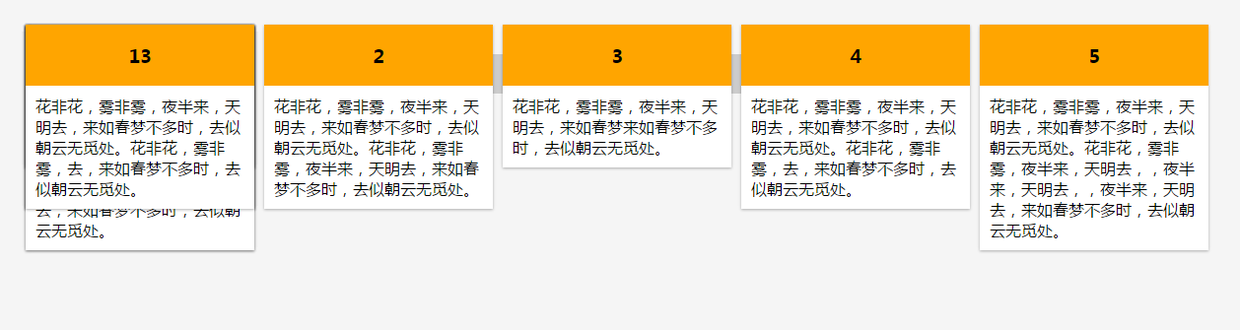 13
花非花，雾非雾，夜半来，天
明去，来如春梦不多时，去似
朝云无觅处。花非花，雾非
雾，去，来如春梦不多时，去
似朝云无觅处。
去，来如春梦不多时，去似朝
云无觅处。
2
花非花，雾非雾，夜半来，天
明去，来如春梦不多时，去似
朝云无觅处。花非花，雾非
雾，夜半来，天明去，来如春
梦不多时，去似朝云无觅处。
3
花非花，雾非雾，夜半来，天
明去，来如春梦来如春梦不多
时，去似朝云无觅处。
4
花非花，雾非雾，夜半来，天
明去，来如春梦不多时，去似
朝云无觅处。花非花，雾非
雾，去，来如春梦不多时，去
似朝云无觅处。
5
花非花，雾非雾，夜半来，天
明去，来如春梦不多时，去似
朝云无觅处。花非花，雾非
雾，夜半来，天明去，，夜半
来，天明去，，夜半来，天明
去，来如春梦不多时，去似朝
云无觅处。